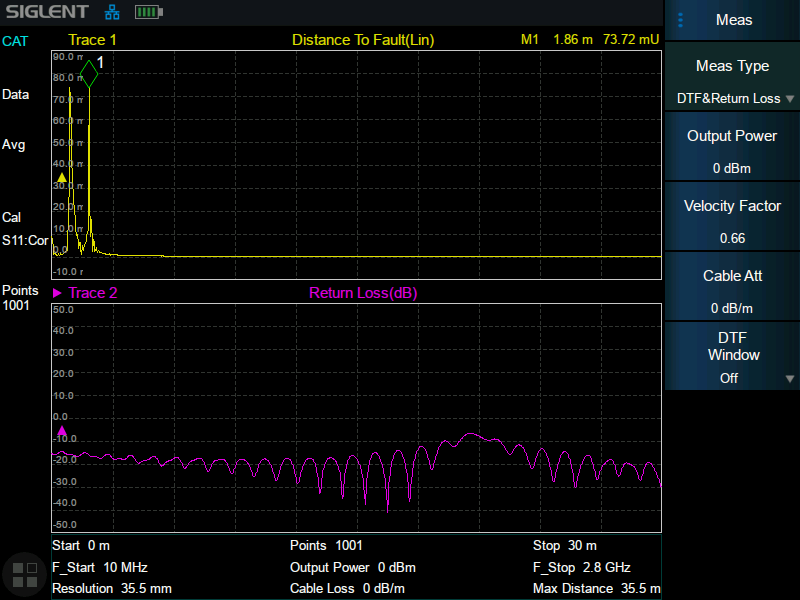 SIGLENT
Meas
CAT
Trace 1 Distance To Fault(Lin) M1 1.86 m 73.72 mU
90.0 m
1
80.0 m
70.0 m
60.0 m
50.0 m
40.0 m
30.0 m
20.0 m
10.0 m
0.0
-10.0
Data
Avg
Cal
S11:Cor
Points
1001
Trace 2 Return Loss(dB)
50.0
40.0
30.0
20.0
10.0
0.0
-10.0
-20.0
-30.0
-40.0
-50.0
Start 0 m Points 1001 Stop 30 m
F_Start 10 MHz Output Power 0 dBm F_Stop 2.8 GHz
Resolution 35.5 mm Cable Loss 0 dB/m Max Distance 35.5 m
Meas Type
DTF&Return Loss
Output Power
0 dBm
Velocity Factor
0.66
Cable Att
0 dB/m
DTF
Window
Off